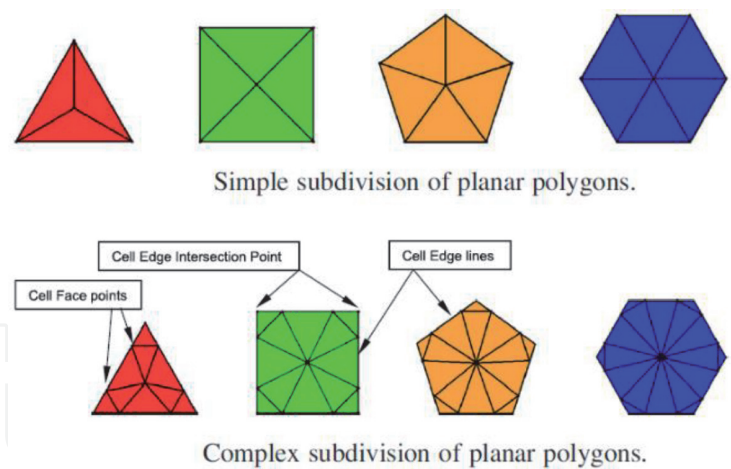 Simple subdivision of planar polygons.
Cell Edge Intersection Point
Cell Edge lines
Cell Face points
Complex subdivision of planar polygons.